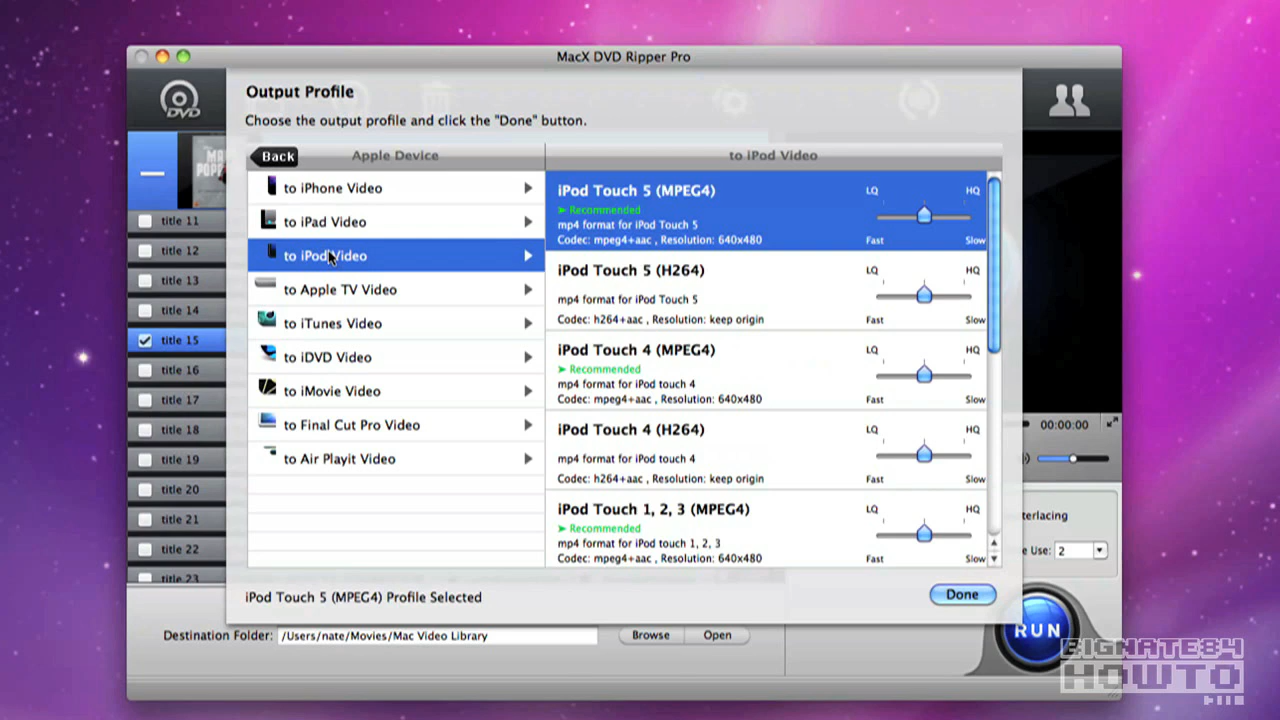 MacX DVD Ripper Pro
DVD
Output Profile
Choose the output profile and click the "Done" button.
Back
Apple Device
to iPod Video
to iPhone Video
to iPad Video
to iPod Video
to Apple TV Video
to iTunes Video
to iDVD Video
to iMovie Video
to Final Cut Pro Video
to Air Playit Video
iPod Touch 5 (MPEG4)
LQ HQ
➤ Recommended
mp4 format for iPod Touch 5
Codec: mpeg4+aac , Resolution: 640x480
Fast Slow
iPod Touch 5 (H264)
LQ HQ
mp4 format for iPod Touch 5
Codec: h264+aac , Resolution: keep origin
Fast Slow
iPod Touch 4 (MPEG4)
LQ HQ
➤ Recommended
mp4 format for iPod touch 4
Codec: mpeg4+aac , Resolution: 640x480
Fast Slow
iPod Touch 4 (H264)
LQ HQ
mp4 format for iPod touch 4
Codec: h264+aac , Resolution: keep origin
Fast Slow
iPod Touch 1, 2, 3 (MPEG4)
LQ HQ
➤ Recommended
mp4 format for iPod touch 1, 2, 3
Codec: mpeg4+aac , Resolution: 640x480
Fast Slow
title 11
title 12
title 13
title 14
title 15
title 16
title 17
title 18
title 19
title 20
title 21
title 22
title 23
00:00:00
terlacing
e Use: 2
iPod Touch 5 (MPEG4) Profile Selected
Done
Destination Folder: /Users/nate/Movies/Mac Video Library
Browse
Open
RUN
BIGNATE84
HOWTO